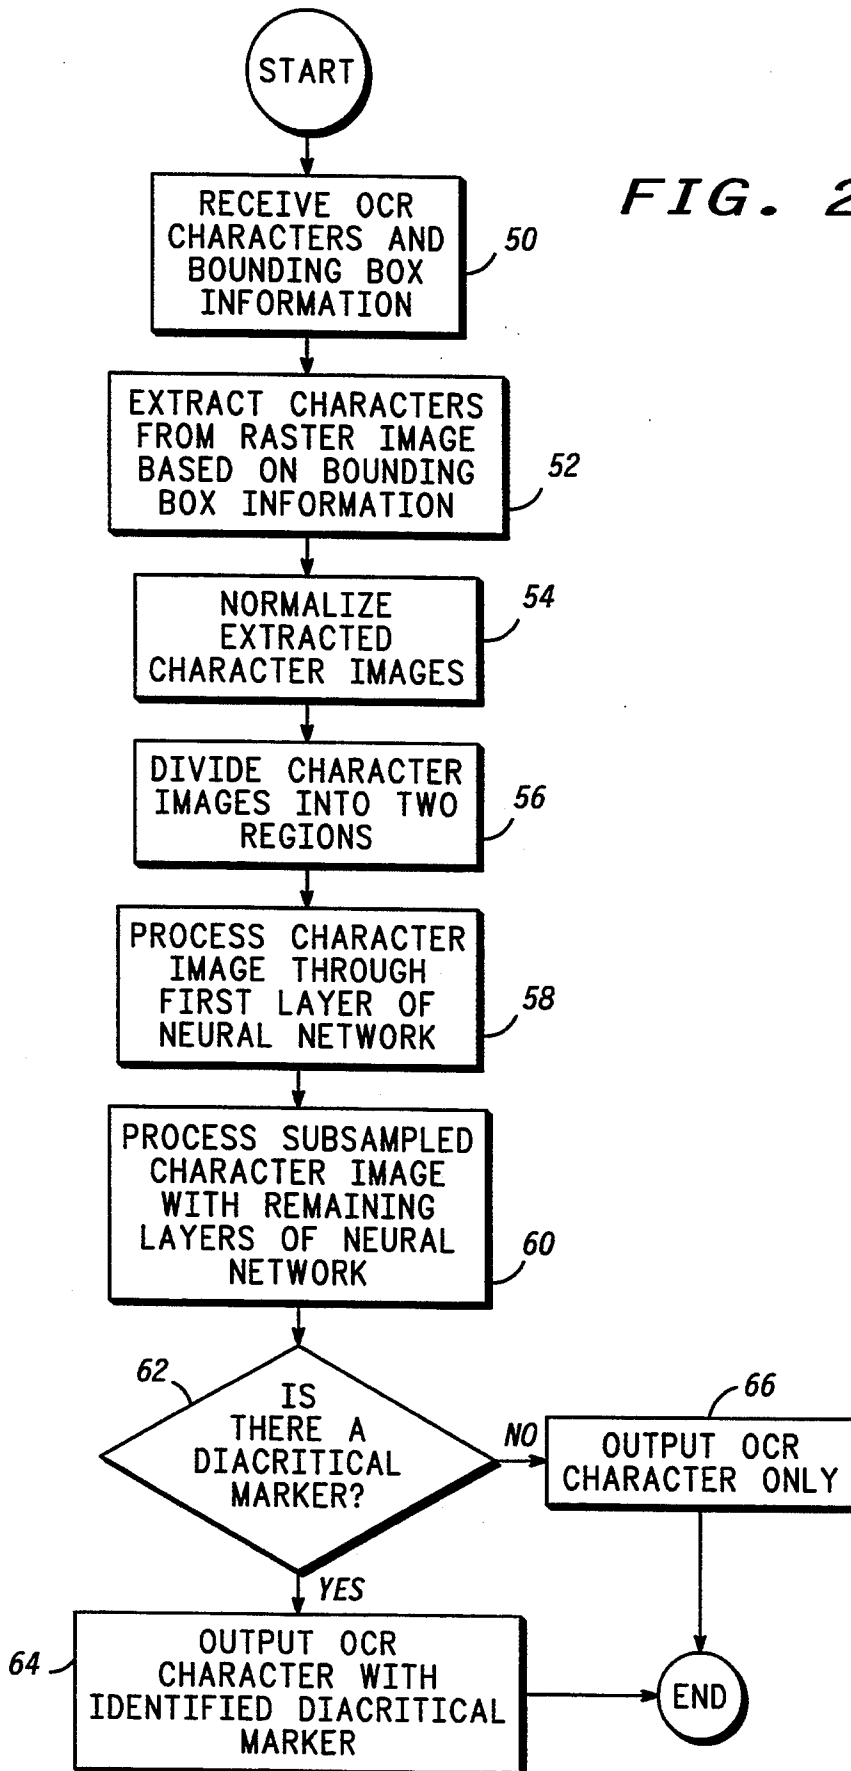 START
FIG. 2
RECEIVE OCR
CHARACTERS AND
BOUNDING BOX
INFORMATION
50
EXTRACT CHARACTERS
FROM RASTER IMAGE
BASED ON BOUNDING
BOX INFORMATION
52
NORMALIZE
EXTRACTED
CHARACTER IMAGES
54
DIVIDE CHARACTER
IMAGES INTO TWO
REGIONS
56
PROCESS CHARACTER
IMAGE THROUGH
FIRST LAYER OF
NEURAL NETWORK
58
PROCESS SUBSAMPLED
CHARACTER IMAGE
WITH REMAINING
LAYERS OF NEURAL
NETWORK
60
62
IS
THERE A
DIACRITICAL
MARKER?
NO
66
OUTPUT OCR
CHARACTER ONLY
YES
64
OUTPUT OCR
CHARACTER WITH
IDENTIFIED DIACRITICAL
MARKER
END